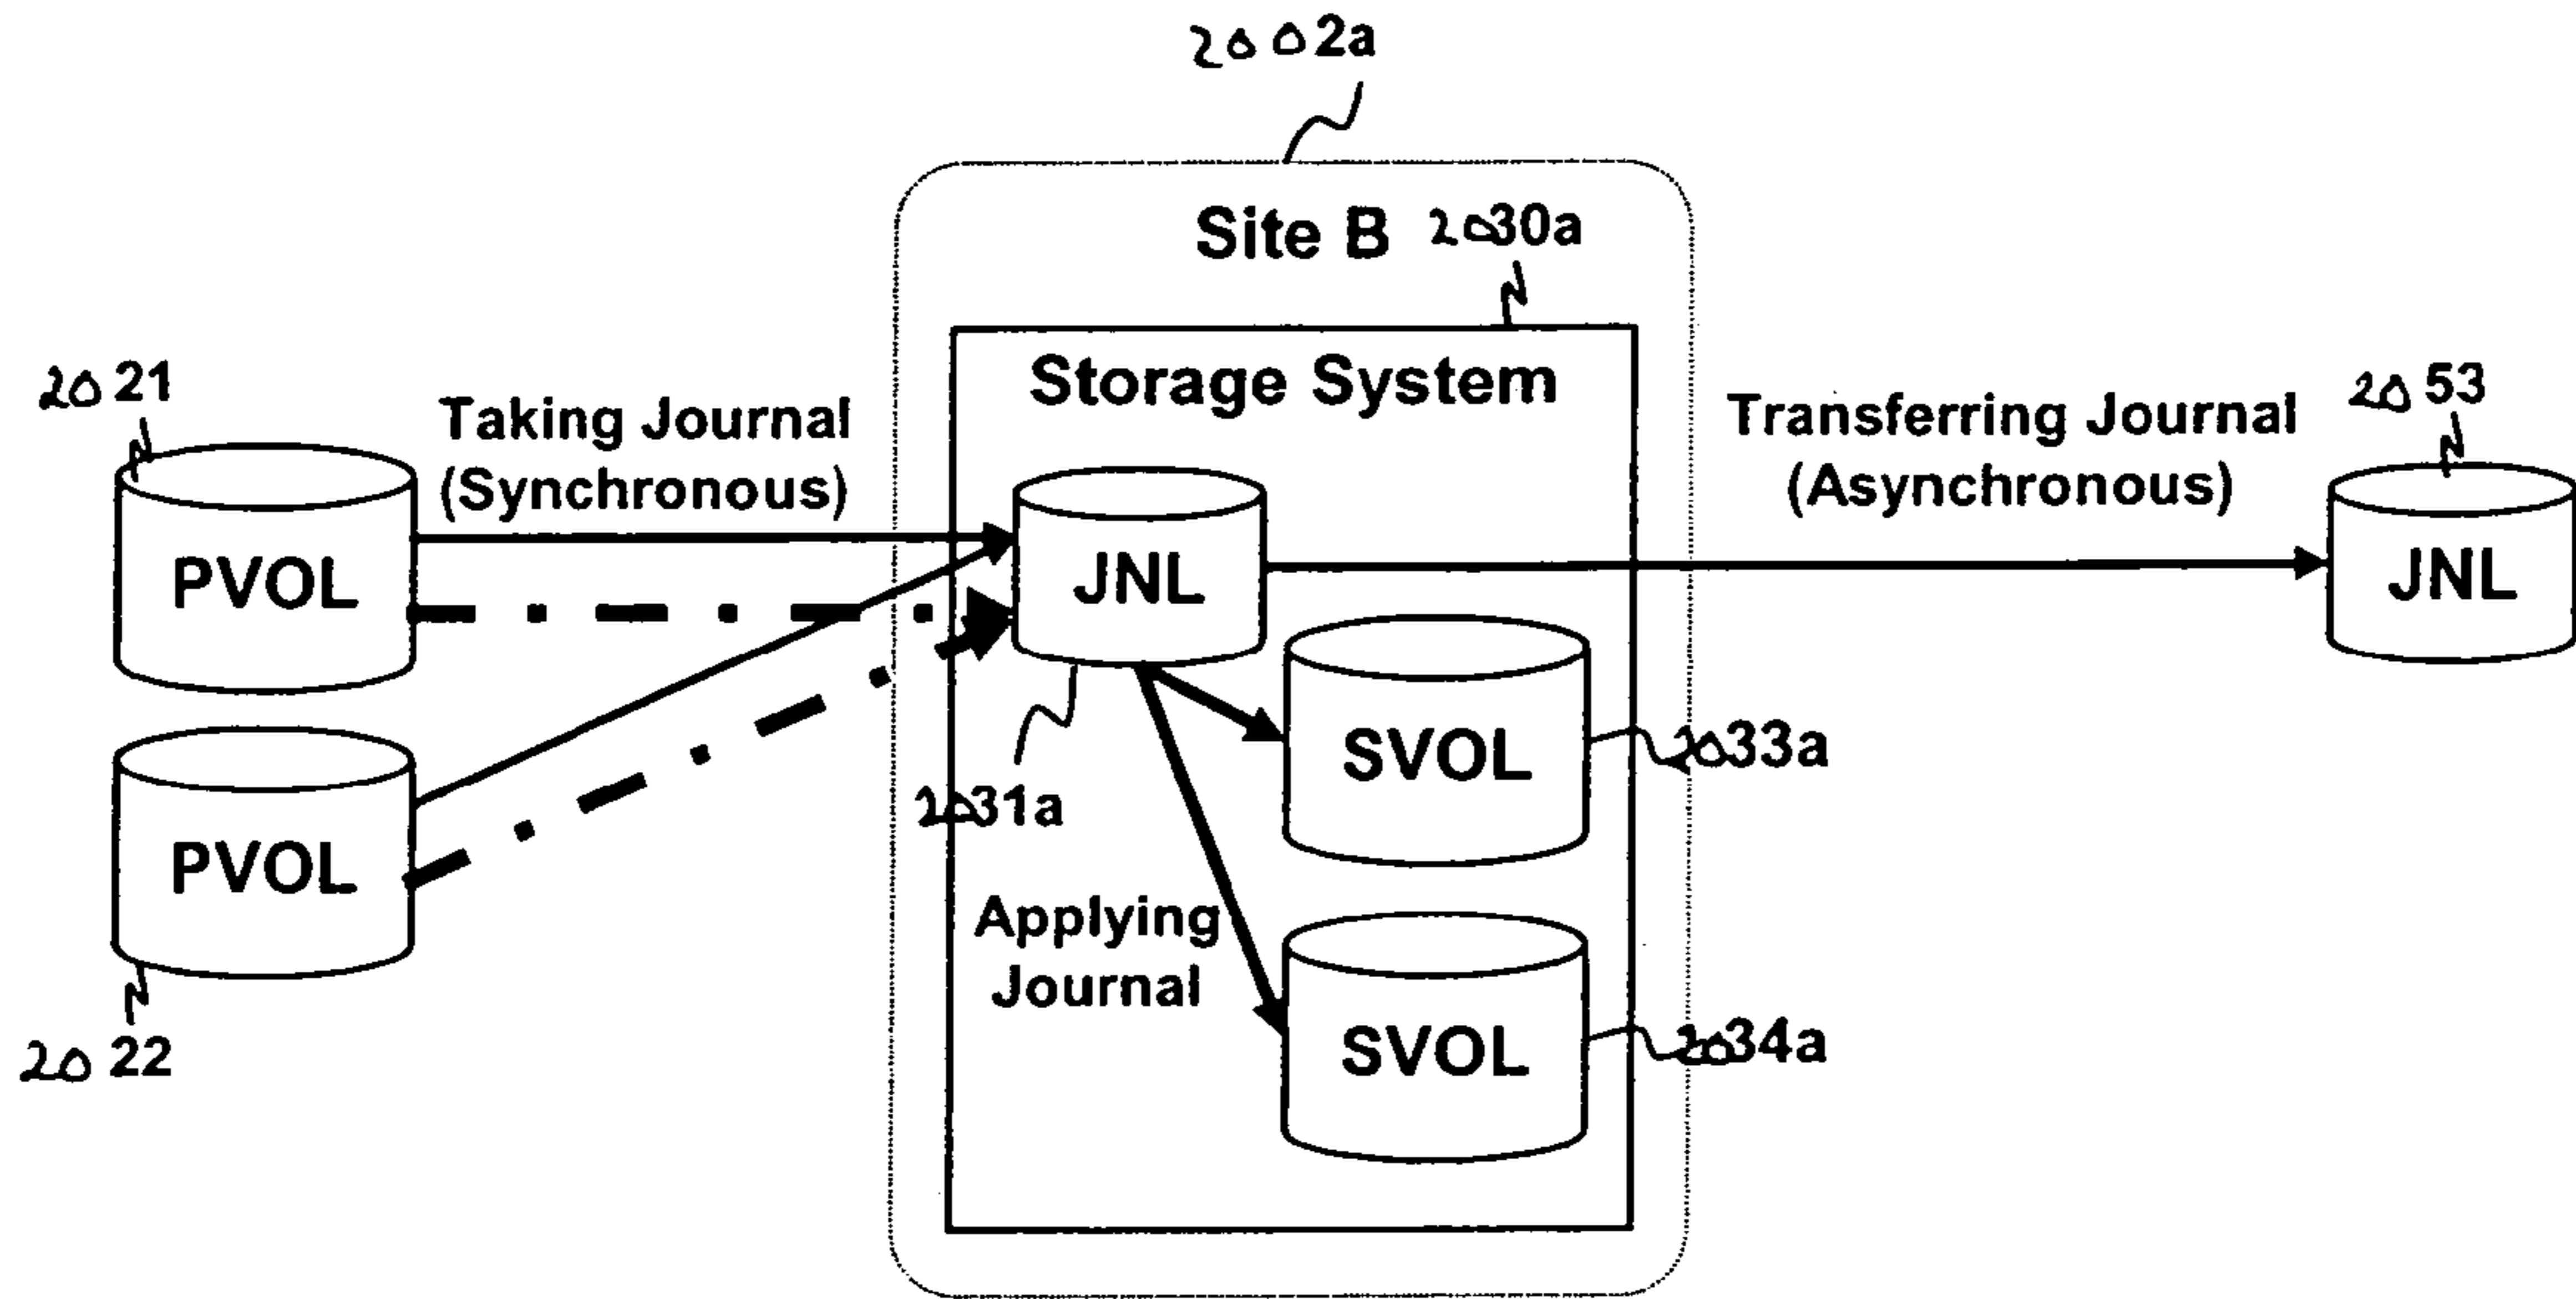 2002a
Site B
2030a
Storage System
2021
Taking Journal
(Synchronous)
Transferring Journal
(Asynchronous)
2053
PVOL
JNL
JNL
SVOL
2033a
2031a
PVOL
Applying
Journal
SVOL
2034a
2022